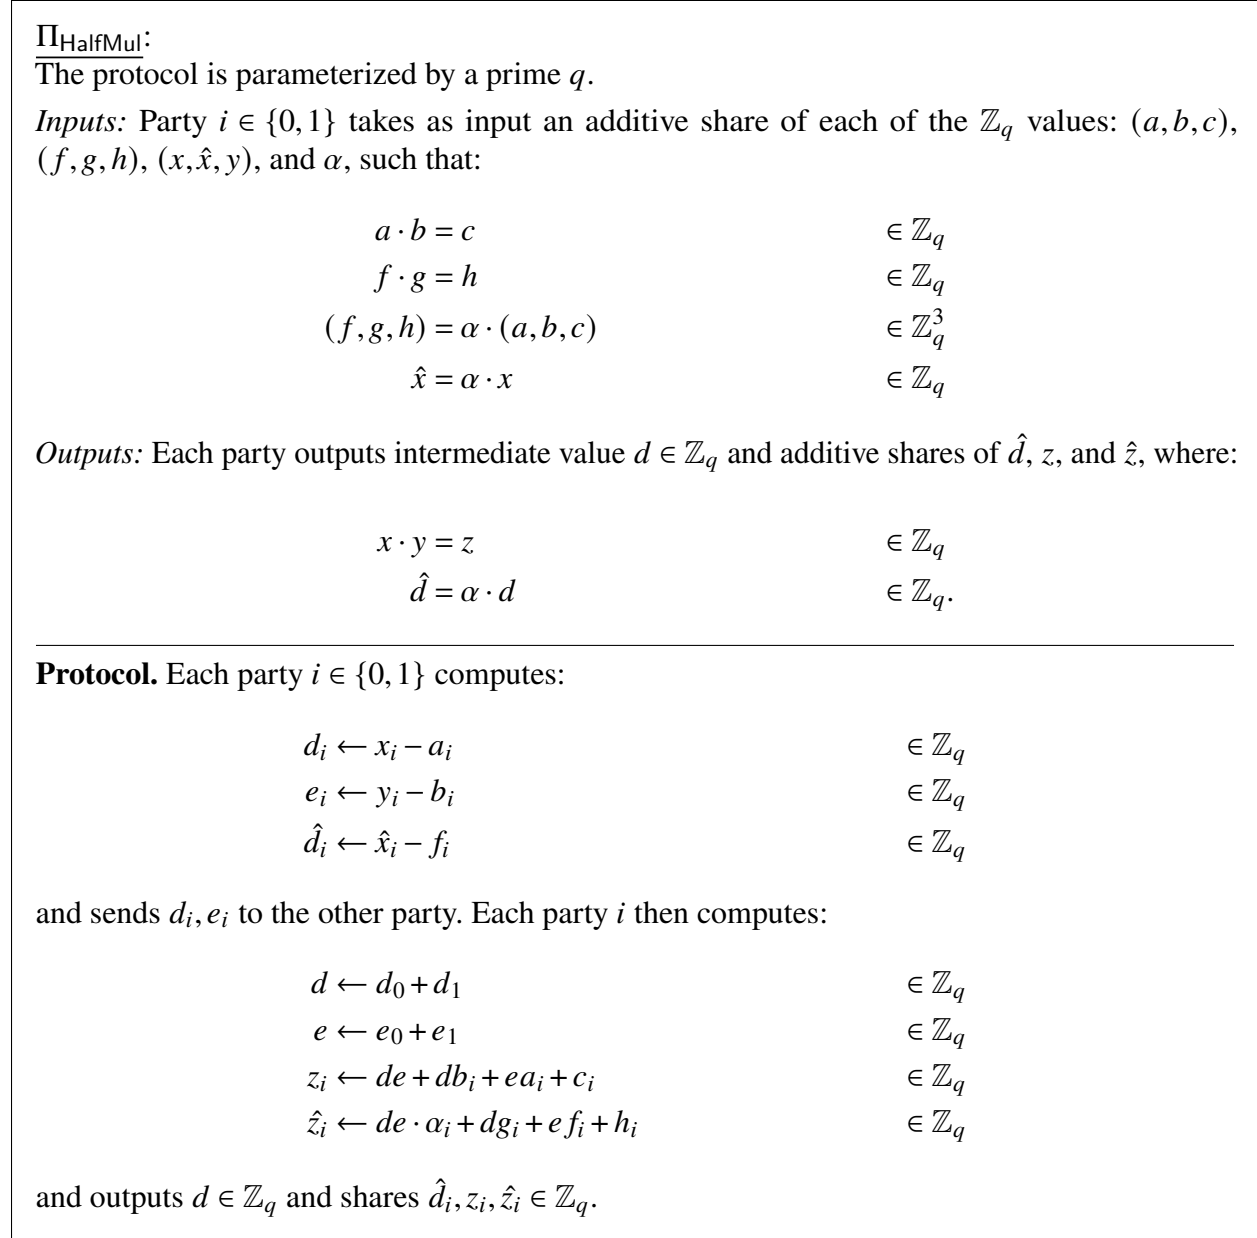 Π_HalfMul:
The protocol is parameterized by a prime q.
Inputs: Party i ∈ {0,1} takes as input an additive share of each of the ℤ_q values: (a,b,c),
(f,g,h), (x,x̂,y), and α, such that:
a · b = c ∈ ℤ_q
f · g = h ∈ ℤ_q
(f,g,h) = α · (a,b,c) ∈ ℤ_q^3
x̂ = α · x ∈ ℤ_q
Outputs: Each party outputs intermediate value d ∈ ℤ_q and additive shares of d̂, z, and ẑ, where:
x · y = z ∈ ℤ_q
d̂ = α · d ∈ ℤ_q.
Protocol. Each party i ∈ {0,1} computes:
d_i ← x_i − a_i ∈ ℤ_q
e_i ← y_i − b_i ∈ ℤ_q
d̂_i ← x̂_i − f_i ∈ ℤ_q
and sends d_i, e_i to the other party. Each party i then computes:
d ← d_0 + d_1 ∈ ℤ_q
e ← e_0 + e_1 ∈ ℤ_q
z_i ← de + db_i + ea_i + c_i ∈ ℤ_q
ẑ_i ← de · α_i + dg_i + ef_i + h_i ∈ ℤ_q
and outputs d ∈ ℤ_q and shares d̂_i, z_i, ẑ_i ∈ ℤ_q.